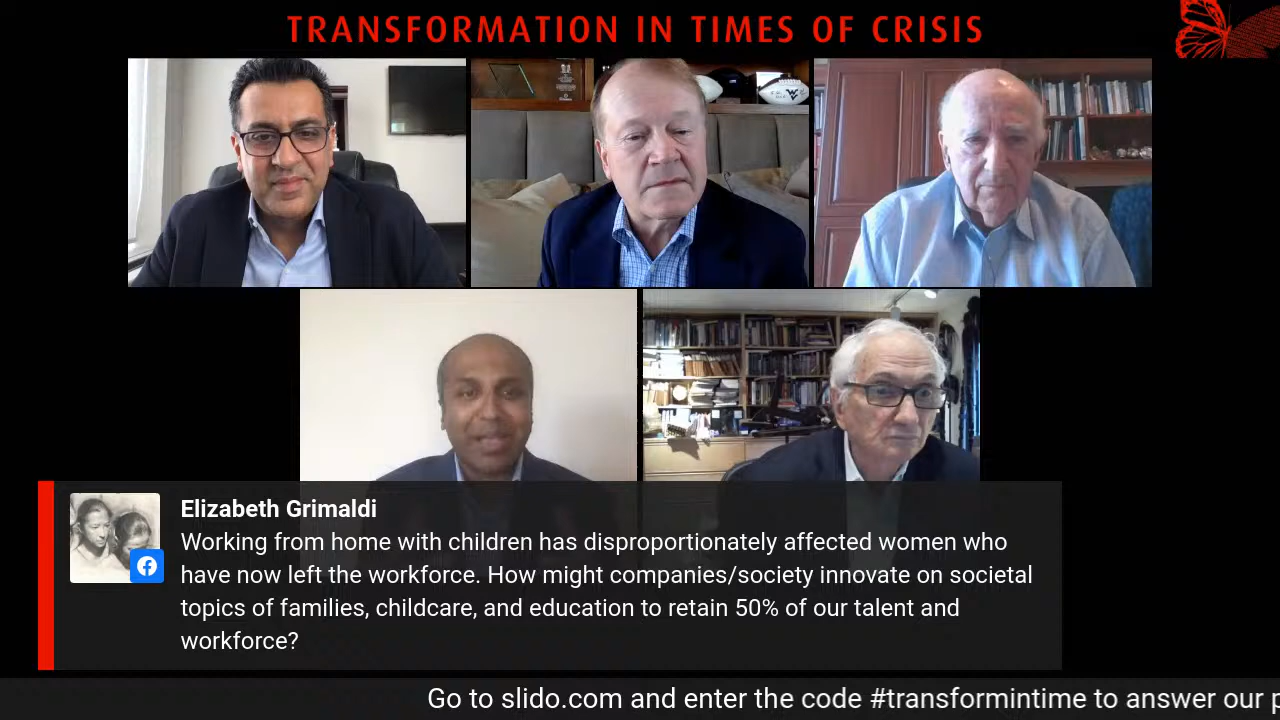 TRANSFORMATION IN TIMES OF CRISIS
Elizabeth Grimaldi
Working from home with children has disproportionately affected women who
have now left the workforce. How might companies/society innovate on societal
topics of families, childcare, and education to retain 50% of our talent and
workforce?
Go to slido.com and enter the code #transformintime to answer our